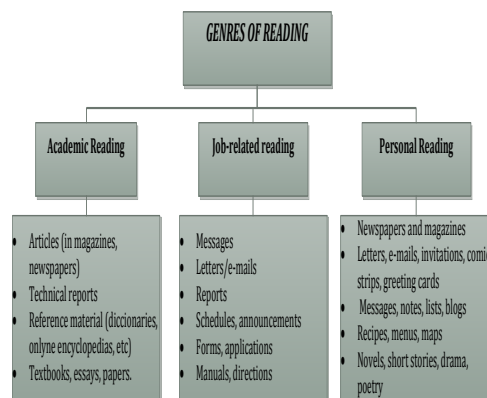 GENRES OF READING
Academic Reading
Job-related reading
Personal Reading
• Articles (in magazines,
newspapers)
• Technical reports
• Reference material (diccionaries,
onlyne encyclopedias, etc)
• Textbooks, essays, papers.
• Messages
• Letters/e-mails
• Reports
• Schedules, announcements
• Forms, applications
• Manuals, directions
• Newspapers and magazines
• Letters, e-mails, invitations, comi
strips, greeting cards
• Messages, notes, lists, blogs
• Recipes, menus, maps
• Novels, short stories, drama,
poetry